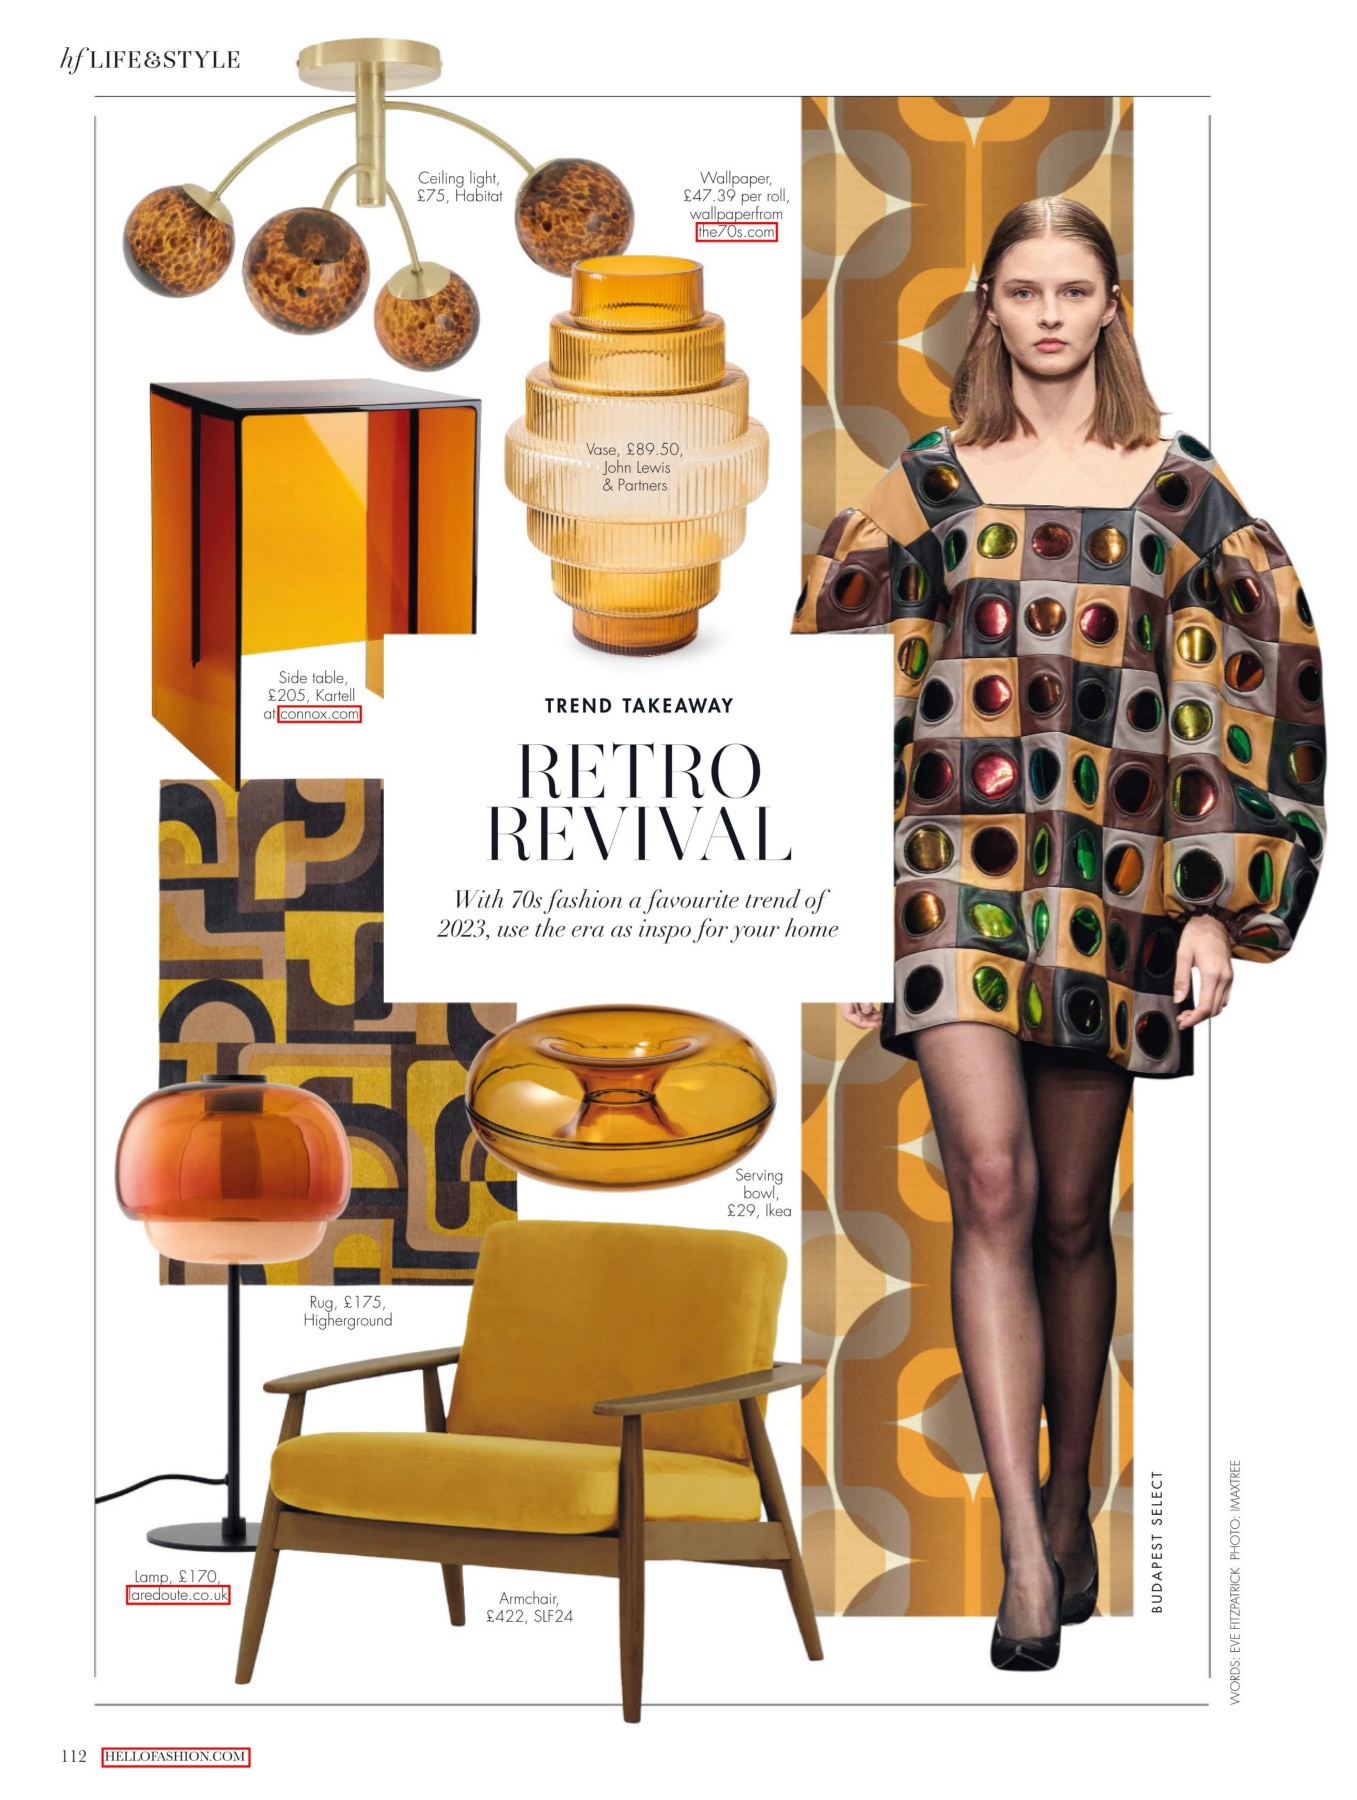 hf LIFE&STYLE
Ceiling light,
£75, Habitat
Wallpaper,
£47.39 per roll,
wallpaperfrom
the70s.com
Vase, £89.50,
John Lewis
& Partners
Side table,
£205, Kartell
at connox.com
TREND TAKEAWAY
RETRO
REVIVAL
With 70s fashion a favourite trend of
2023, use the era as inspo for your home
Serving
bowl,
£29, Ikea
Rug, £175,
Higherground
Lamp, £170,
laredoute.co.uk
Armchair,
£422, SLF24
BUDAPEST SELECT
WORDS: EVE FITZPATRICK PHOTO: IMAXTREE
112 HELLOFASHION.COM